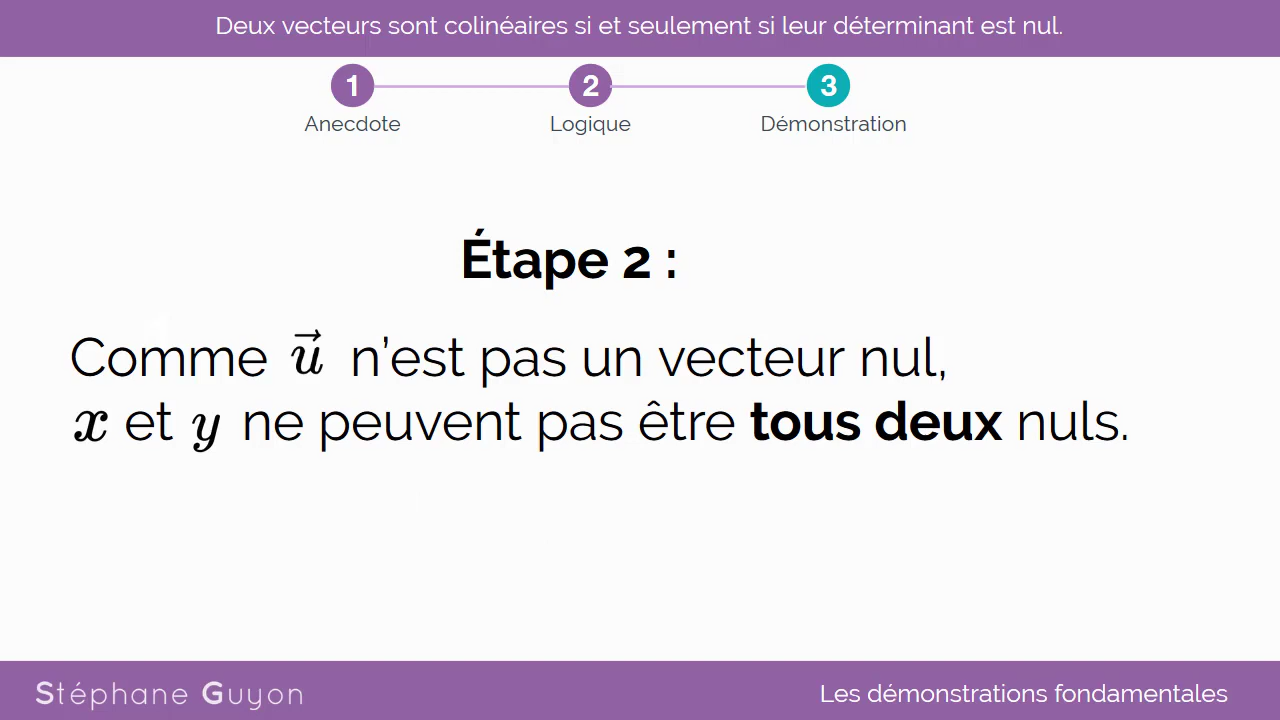 Deux vecteurs sont colinéaires si et seulement si leur déterminant est nul.
1 2 3
Anecdote Logique Démonstration
Étape 2 :
Comme \vec{u} n’est pas un vecteur nul,
x et y ne peuvent pas être tous deux nuls.
Stéphane Guyon Les démonstrations fondamentales